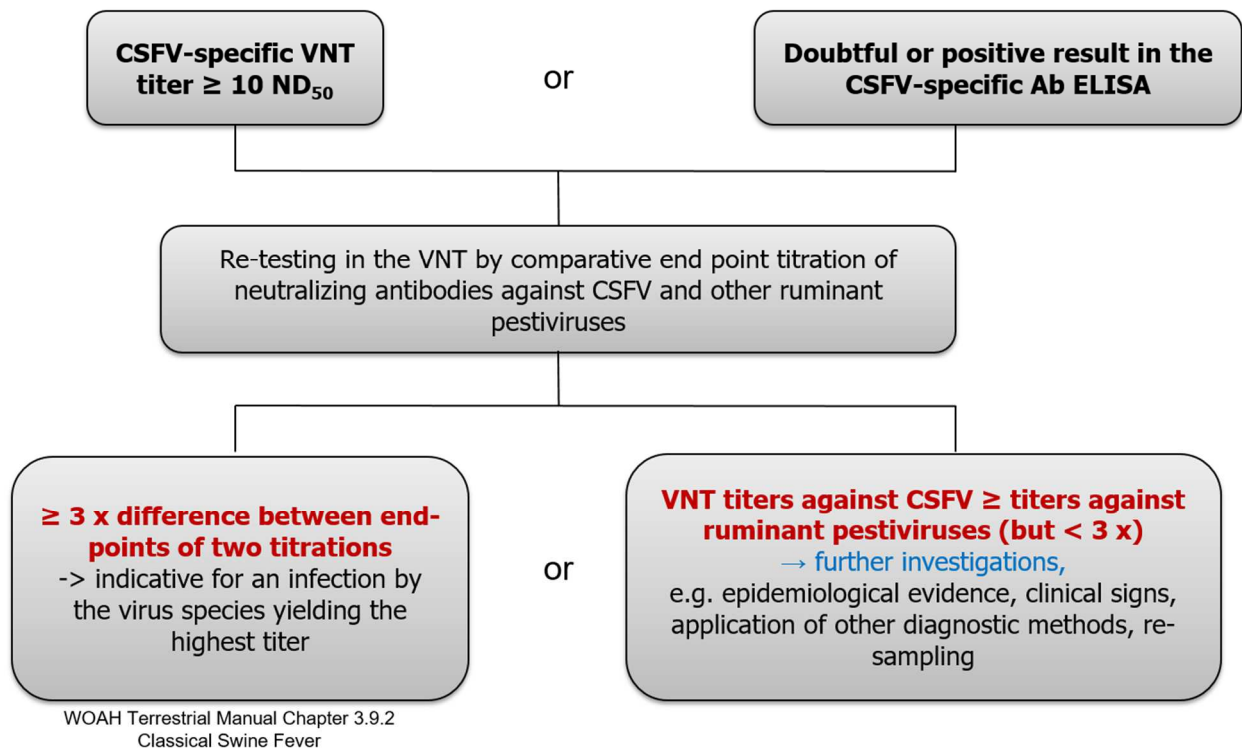 CSFV-specific VNT
titer ≥ 10 ND₅₀
or
Doubtful or positive result in the
CSFV-specific Ab ELISA
Re-testing in the VNT by comparative end point titration of
neutralizing antibodies against CSFV and other ruminant
pestiviruses
≥ 3 x difference between end-
points of two titrations
-> indicative for an infection by
the virus species yielding the
highest titer
or
VNT titers against CSFV ≥ titers against
ruminant pestiviruses (but < 3 x)
→ further investigations,
e.g. epidemiological evidence, clinical signs,
application of other diagnostic methods, re-
sampling
WOAH Terrestrial Manual Chapter 3.9.2
Classical Swine Fever